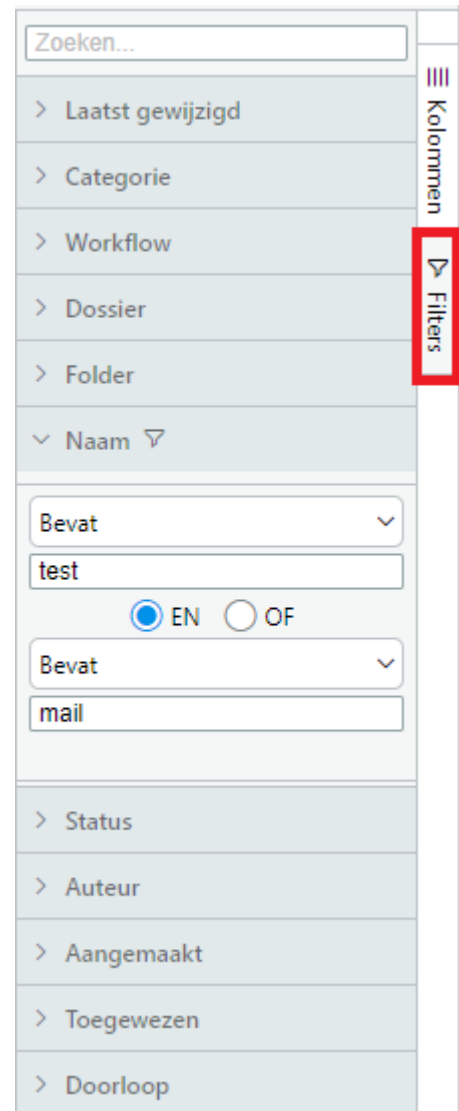 Zoeken...
Laatst gewijzigd
Categorie
Workflow
Dossier
Folder
Naam
Bevat
test
EN OF
Bevat
mail
Status
Auteur
Aangemaakt
Toegewezen
Doorloop
Kolommen
Filters